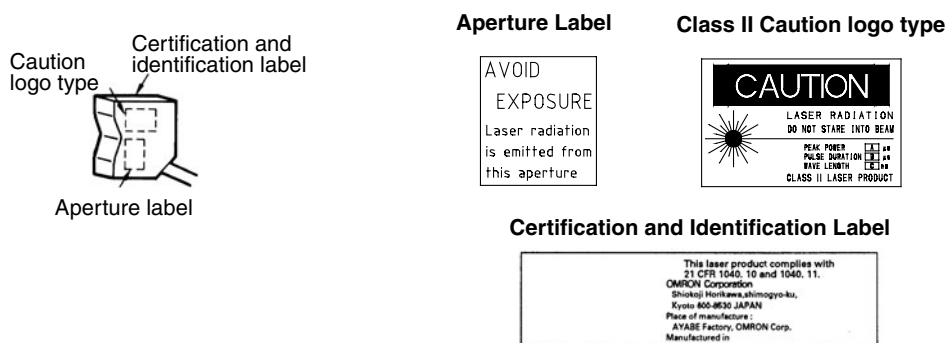 Certification and
identification label
Caution
logo type
Aperture label
Aperture Label
AVOID
EXPOSURE
Laser radiation
is emitted from
this aperture
Class II Caution logo type
CAUTION
LASER RADIATION
DO NOT STARE INTO BEAM
PEAK POWER A
PULSE DURATION B
WAVE LENGTH C nm
CLASS II LASER PRODUCT
Certification and Identification Label
This laser product complies with
21 CFR 1040. 10 and 1040. 11.
OMRON Corporation
Shiokoji Horikawa,shimogyo-ku,
Kyoto 600-8530 JAPAN
Place of manufacture :
AYABE Factory, OMRON Corp.
Manufactured in